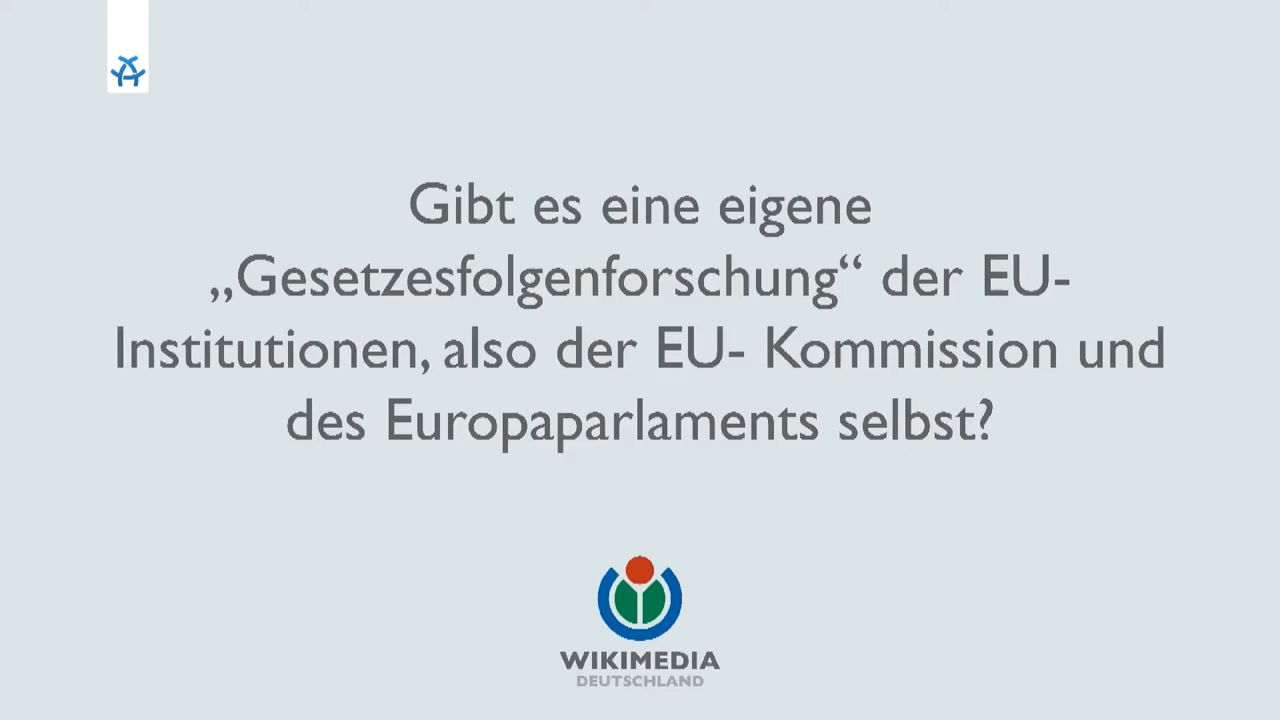 Gibt es eine eigene
„Gesetzesfolgenforschung“ der EU-
Institutionen, also der EU- Kommission und
des Europaparlaments selbst?
WIKIMEDIA
DEUTSCHLAND